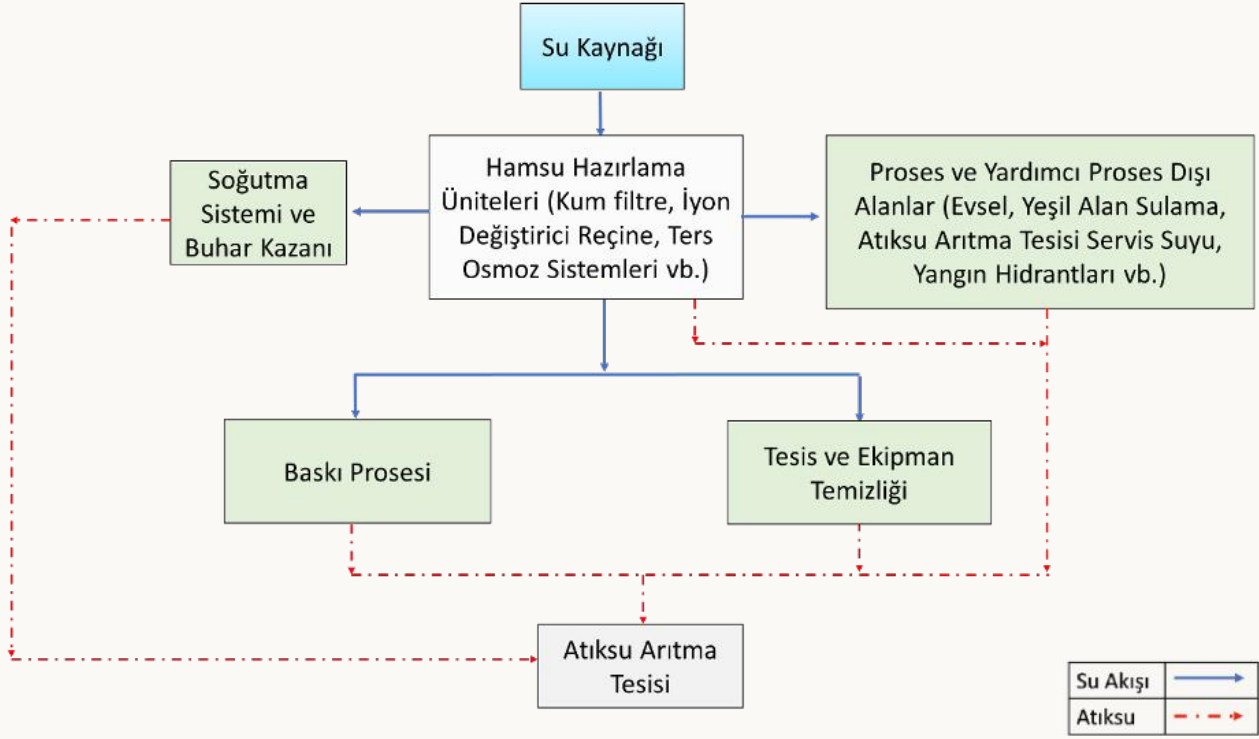 Su Kaynağı
Hamsu Hazırlama
Üniteleri (Kum filtre, İyon
Değiştirici Reçine, Ters
Osmoz Sistemleri vb.)
Soğutma
Sistemi ve
Buhar Kazanı
Proses ve Yardımcı Proses Dışı
Alanlar (Evsel, Yeşil Alan Sulama,
Atıksu Arıtma Tesisi Servis Suyu,
Yangın Hidrantları vb.)
Baskı Prosesi
Tesis ve Ekipman
Temizliği
Atıksu Arıtma
Tesisi
Su Akışı
Atıksu